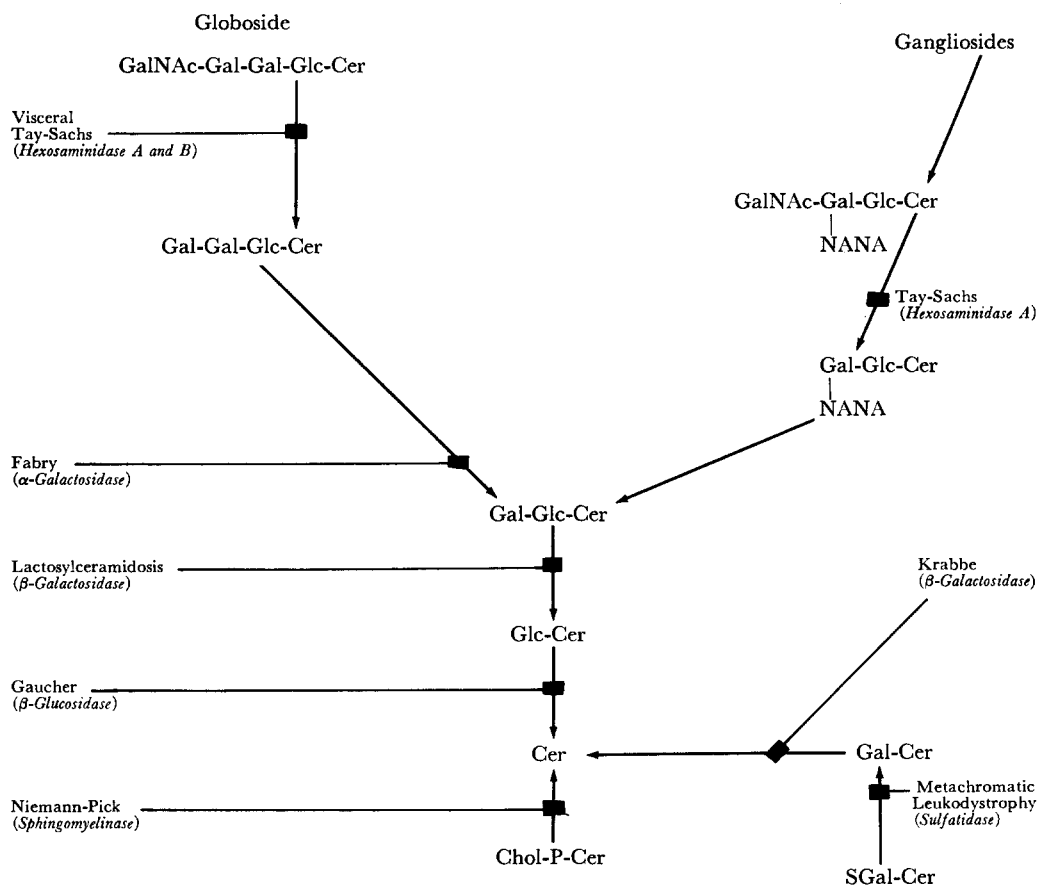 Globoside
GalNAc-Gal-Gal-Glc-Cer
Gangliosides
Visceral
Tay-Sachs
(Hexosaminidase A and B)
GalNAc-Gal-Glc-Cer
NANA
Gal-Gal-Glc-Cer
Tay-Sachs
(Hexosaminidase A)
Gal-Glc-Cer
NANA
Fabry
(α-Galactosidase)
Gal-Glc-Cer
Lactosylceramidosis
(β-Galactosidase)
Krabbe
(β-Galactosidase)
Glc-Cer
Gaucher
(β-Glucosidase)
Cer
Gal-Cer
Niemann-Pick
(Sphingomyelinase)
Metachromatic
Leukodystrophy
(Sulfatidase)
Chol-P-Cer
SGal-Cer